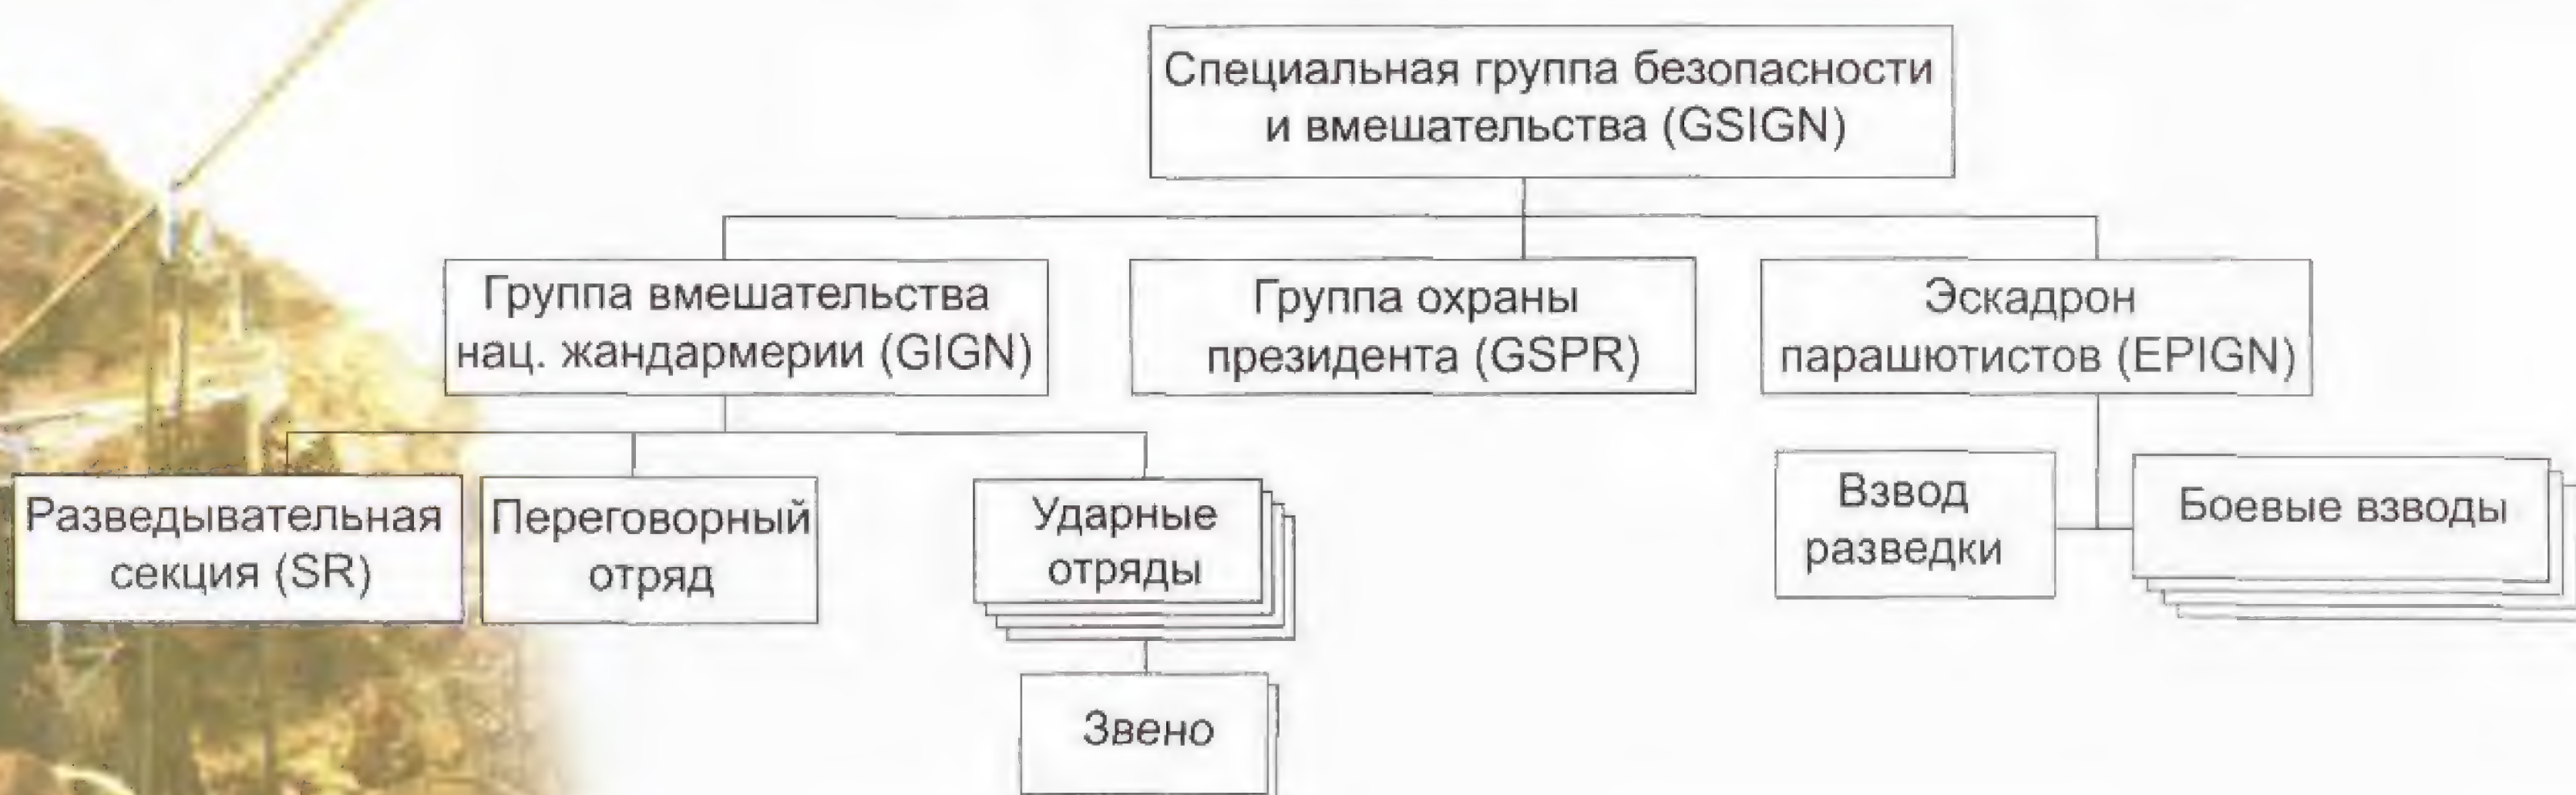 Специальная группа безопасности
и вмешательства (GSIGN)
Группа вмешательства
нац. жандармерии (GIGN)
Группа охраны
президента (GSPR)
Эскадрон
парашютистов (EPIGN)
Разведывательная
секция (SR)
Переговорный
отряд
Ударные
отряды
Взвод
разведки
Боевые взводы
Звено